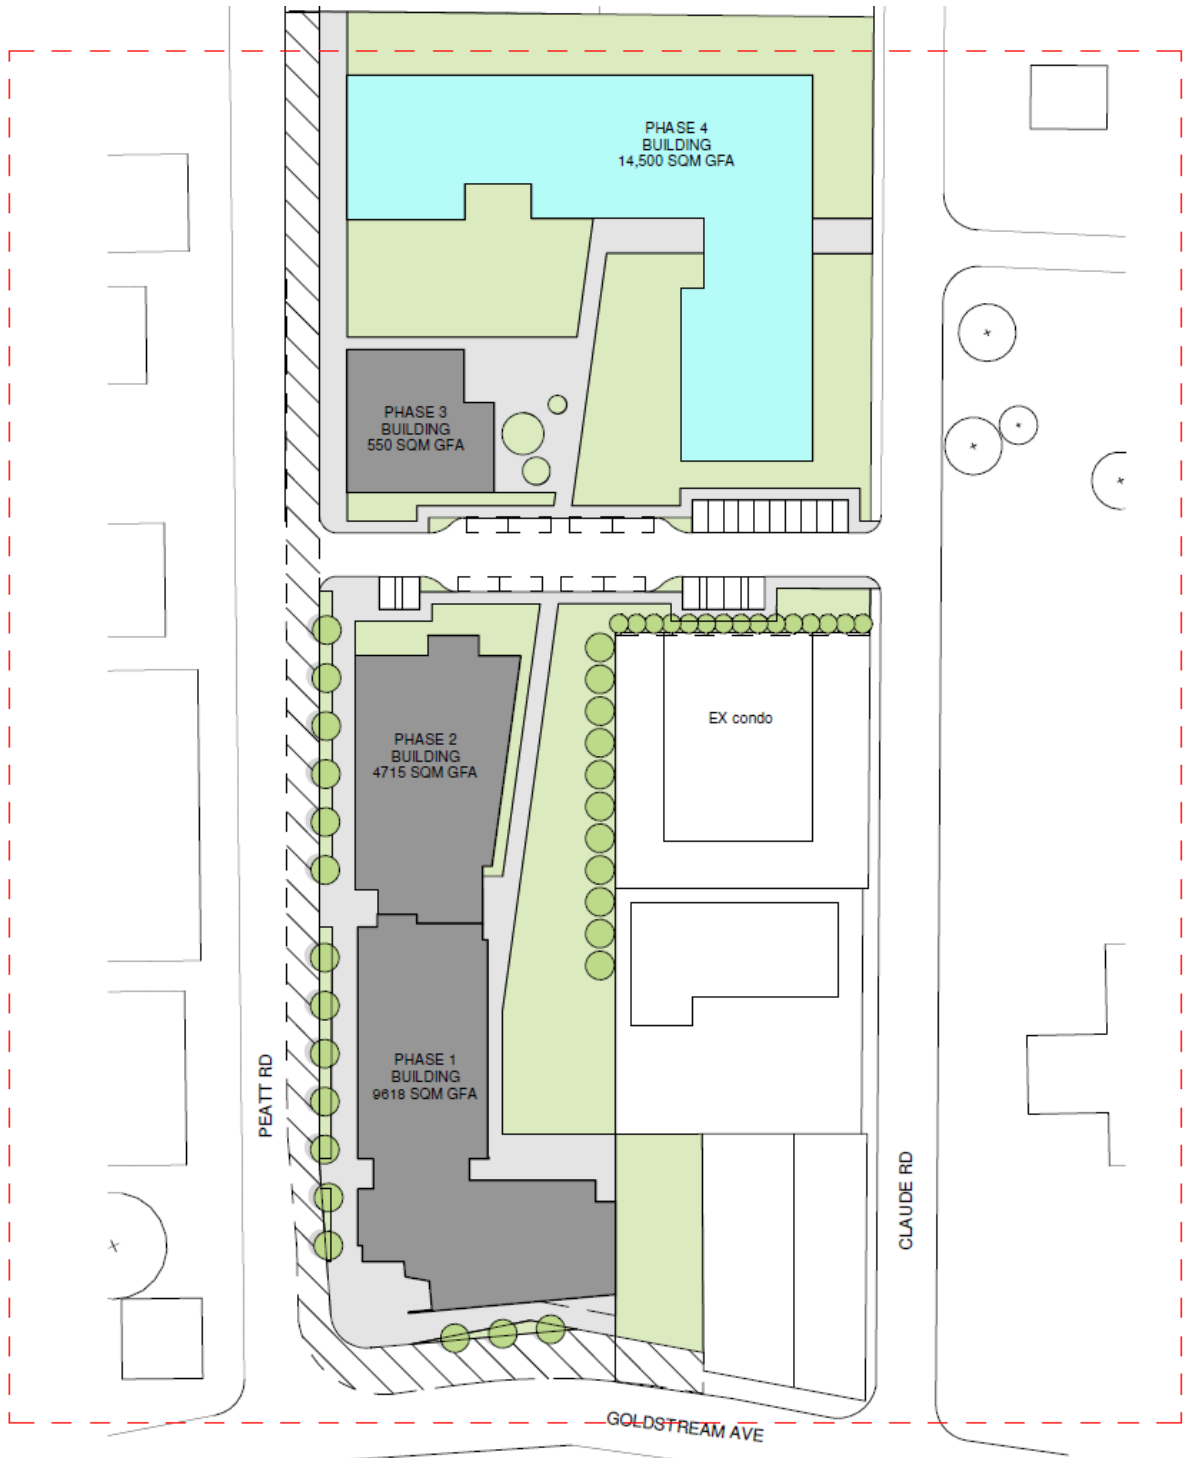 PHASE 4
BUILDING
14,500 SQM GFA
PHASE 3
BUILDING
550 SQM GFA
EX condo
PHASE 2
BUILDING
4715 SQM GFA
PHASE 1
BUILDING
9618 SQM GFA
PEATT RD
CLAUDE RD
GOLDSTREAM AVE